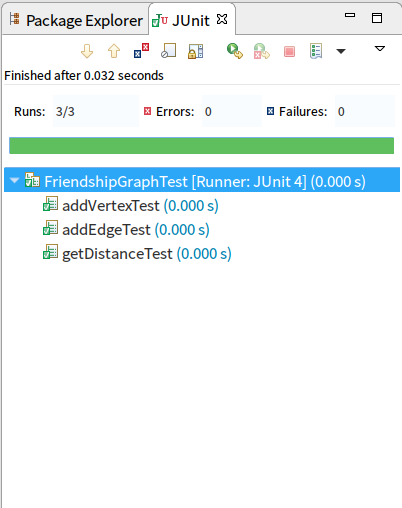 Package Explorer JUnit
Finished after 0.032 seconds
Runs: 3/3 Errors: 0 Failures: 0
FriendshipGraphTest [Runner: JUnit 4] (0.000 s)
addVertexTest (0.000 s)
addEdgeTest (0.000 s)
getDistanceTest (0.000 s)